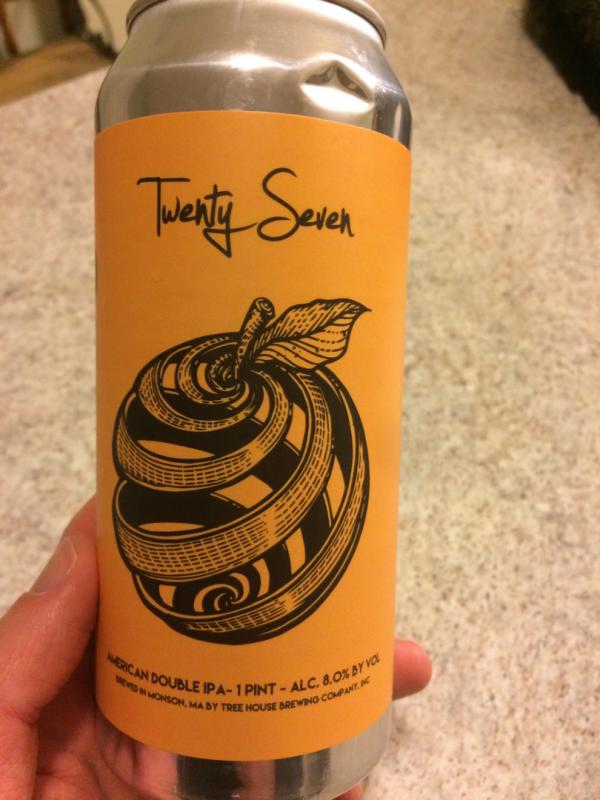 Twenty Seven
AMERICAN DOUBLE IPA- 1 PINT - ALC. 8.0% BY VOL
BREWED IN MONSON, MA BY TREE HOUSE BREWING COMPANY, INC